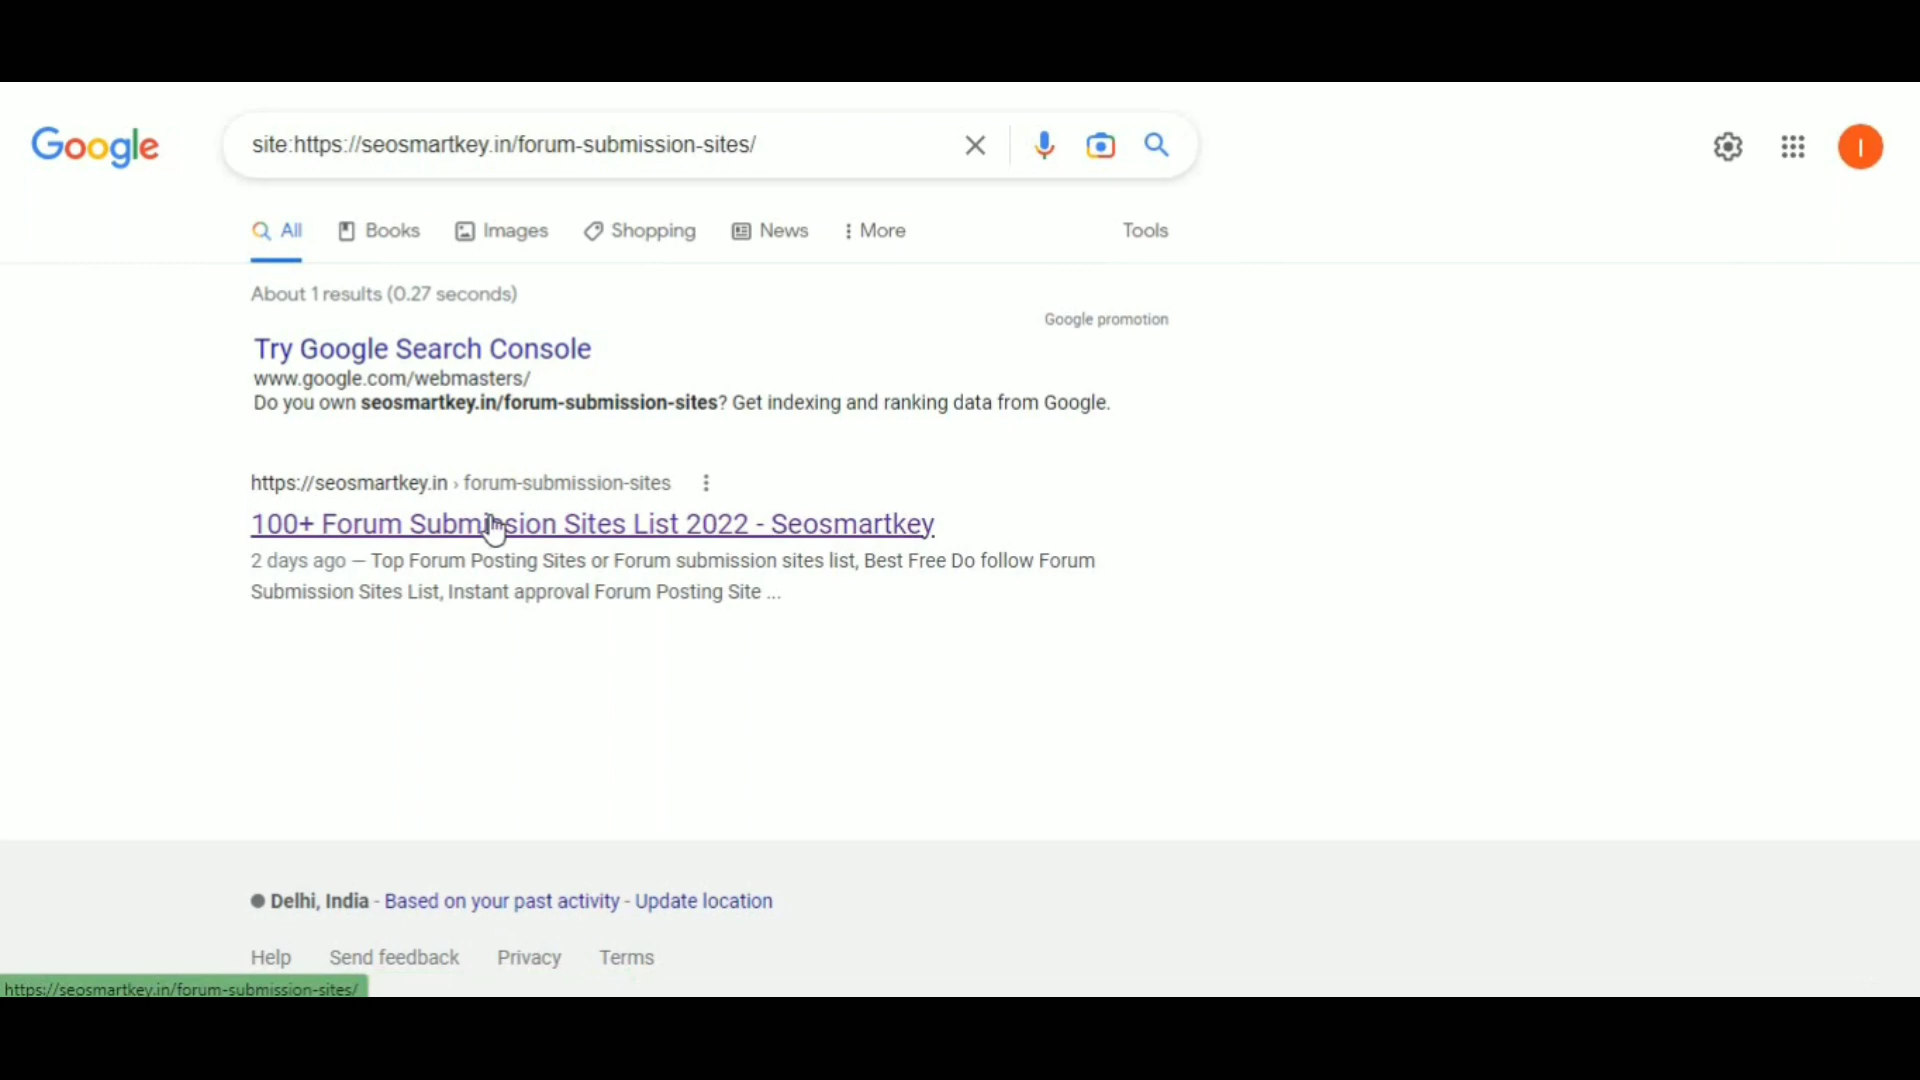 Google
site:https://seosmartkey.in/forum-submission-sites/
All Books Images Shopping News More Tools
About 1 results (0.27 seconds)
Google promotion
Try Google Search Console
www.google.com/webmasters/
Do you own seosmartkey.in/forum-submission-sites? Get indexing and ranking data from Google.
https://seosmartkey.in › forum-submission-sites
100+ Forum Submission Sites List 2022 - Seosmartkey
2 days ago — Top Forum Posting Sites or Forum submission sites list, Best Free Do follow Forum
Submission Sites List, Instant approval Forum Posting Site ...
Delhi, India - Based on your past activity - Update location
Help Send feedback Privacy Terms
https://seosmartkey.in/forum-submission-sites/
I